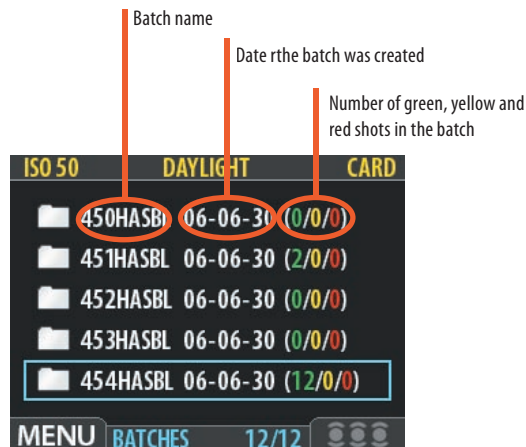 Batch name
Date rthe batch was created
Number of green, yellow and
red shots in the batch
ISO 50 DAYLIGHT CARD
450HASBL 06-06-30 (0/0/0)
451HASBL 06-06-30 (2/0/0)
452HASBL 06-06-30 (0/0/0)
453HASBL 06-06-30 (0/0/0)
454HASBL 06-06-30 (12/0/0)
MENU BATCHES 12/12